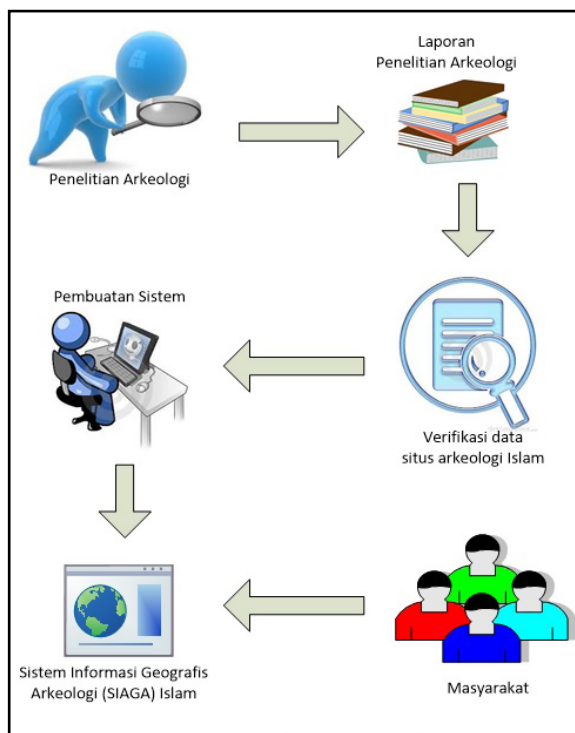 Penelitian Arkeologi
Laporan
Penelitian Arkeologi
Verifikasi data
situs arkeologi Islam
Pembuatan Sistem
Sistem Informasi Geografis
Arkeologi (SIAGA) Islam
Masyarakat